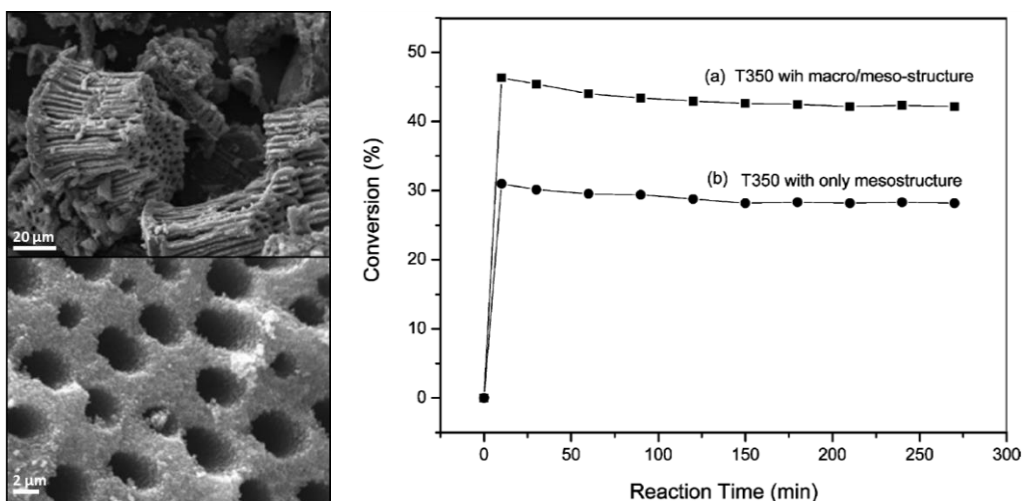 20 µm
2 µm
50
40
30
20
10
0
Conversion (%)
(a) T350 wih macro/meso-structure
(b) T350 with only mesostructure
0 50 100 150 200 250 300
Reaction Time (min)